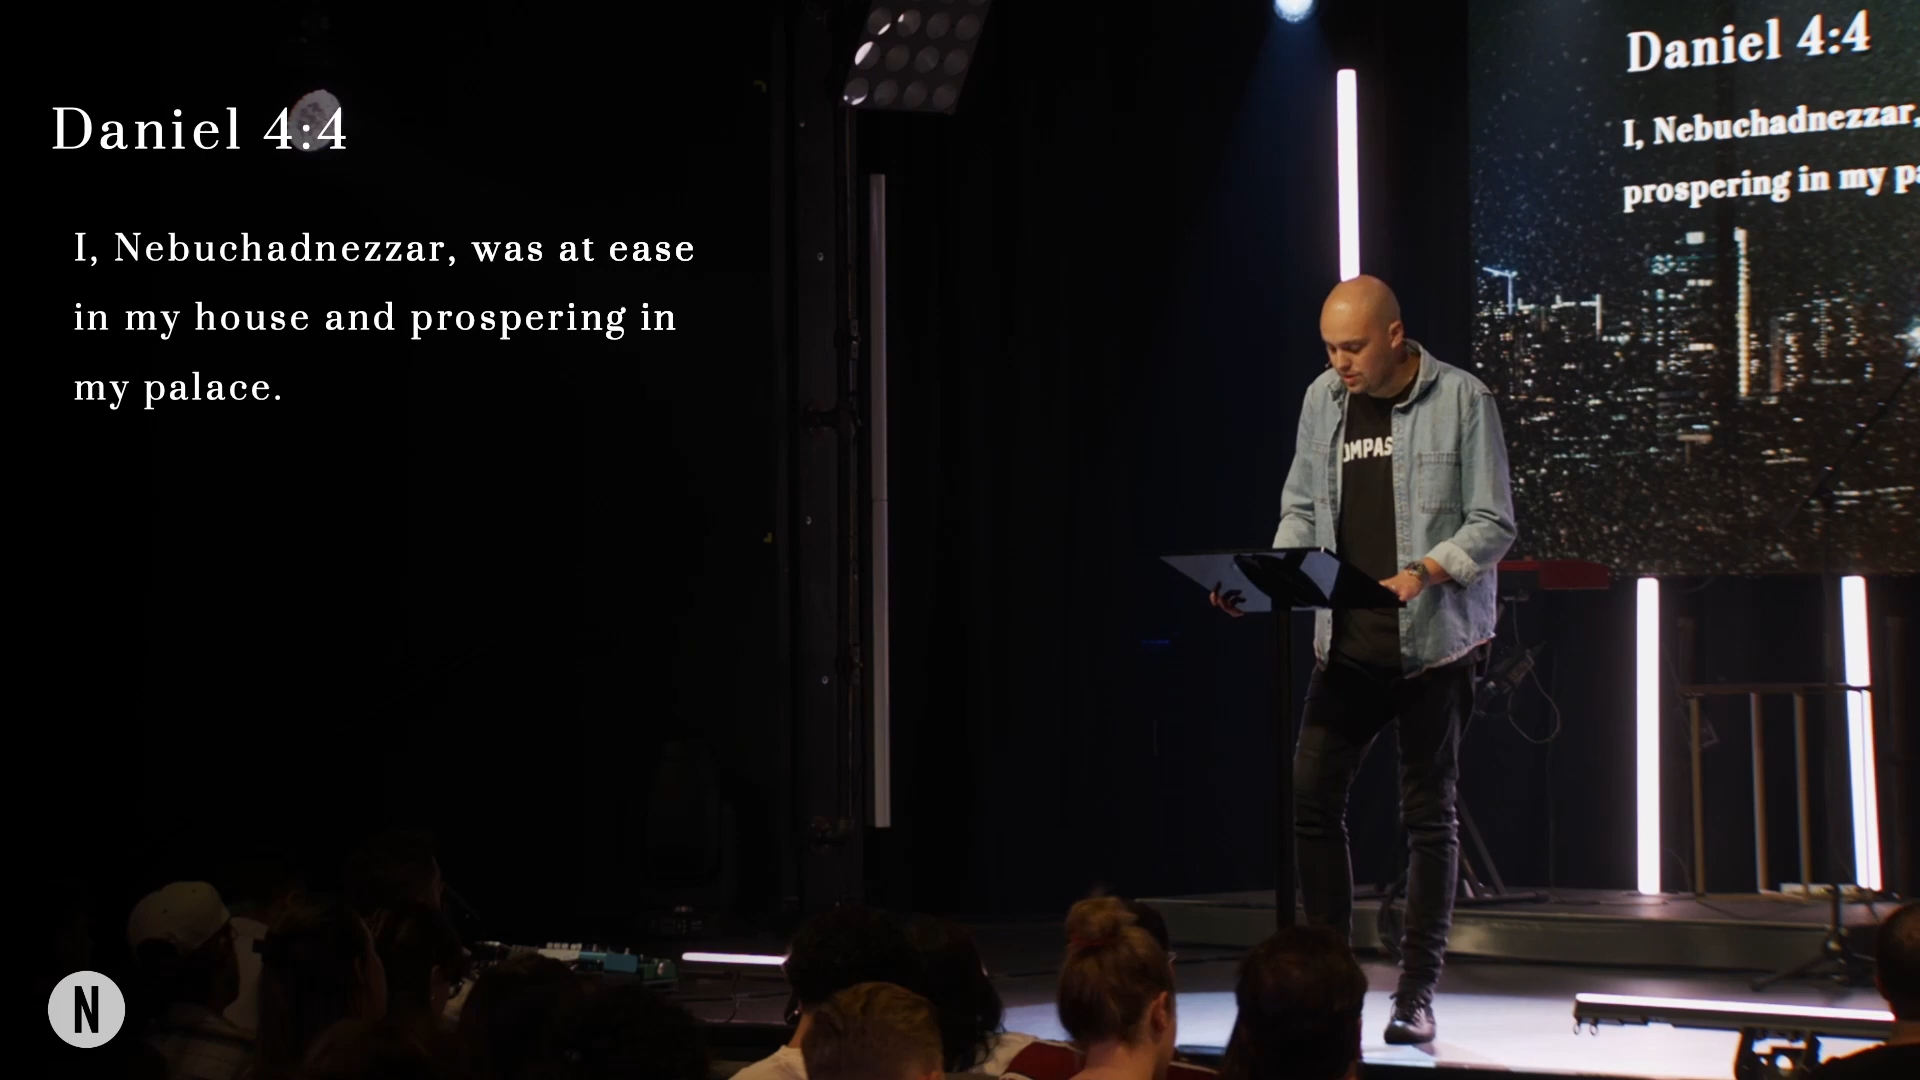 Daniel 4:4
I, Nebuchadnezzar, was at ease
in my house and prospering in
my palace.
Daniel 4:4
I, Nebuchadnezzar,
prospering in my
N